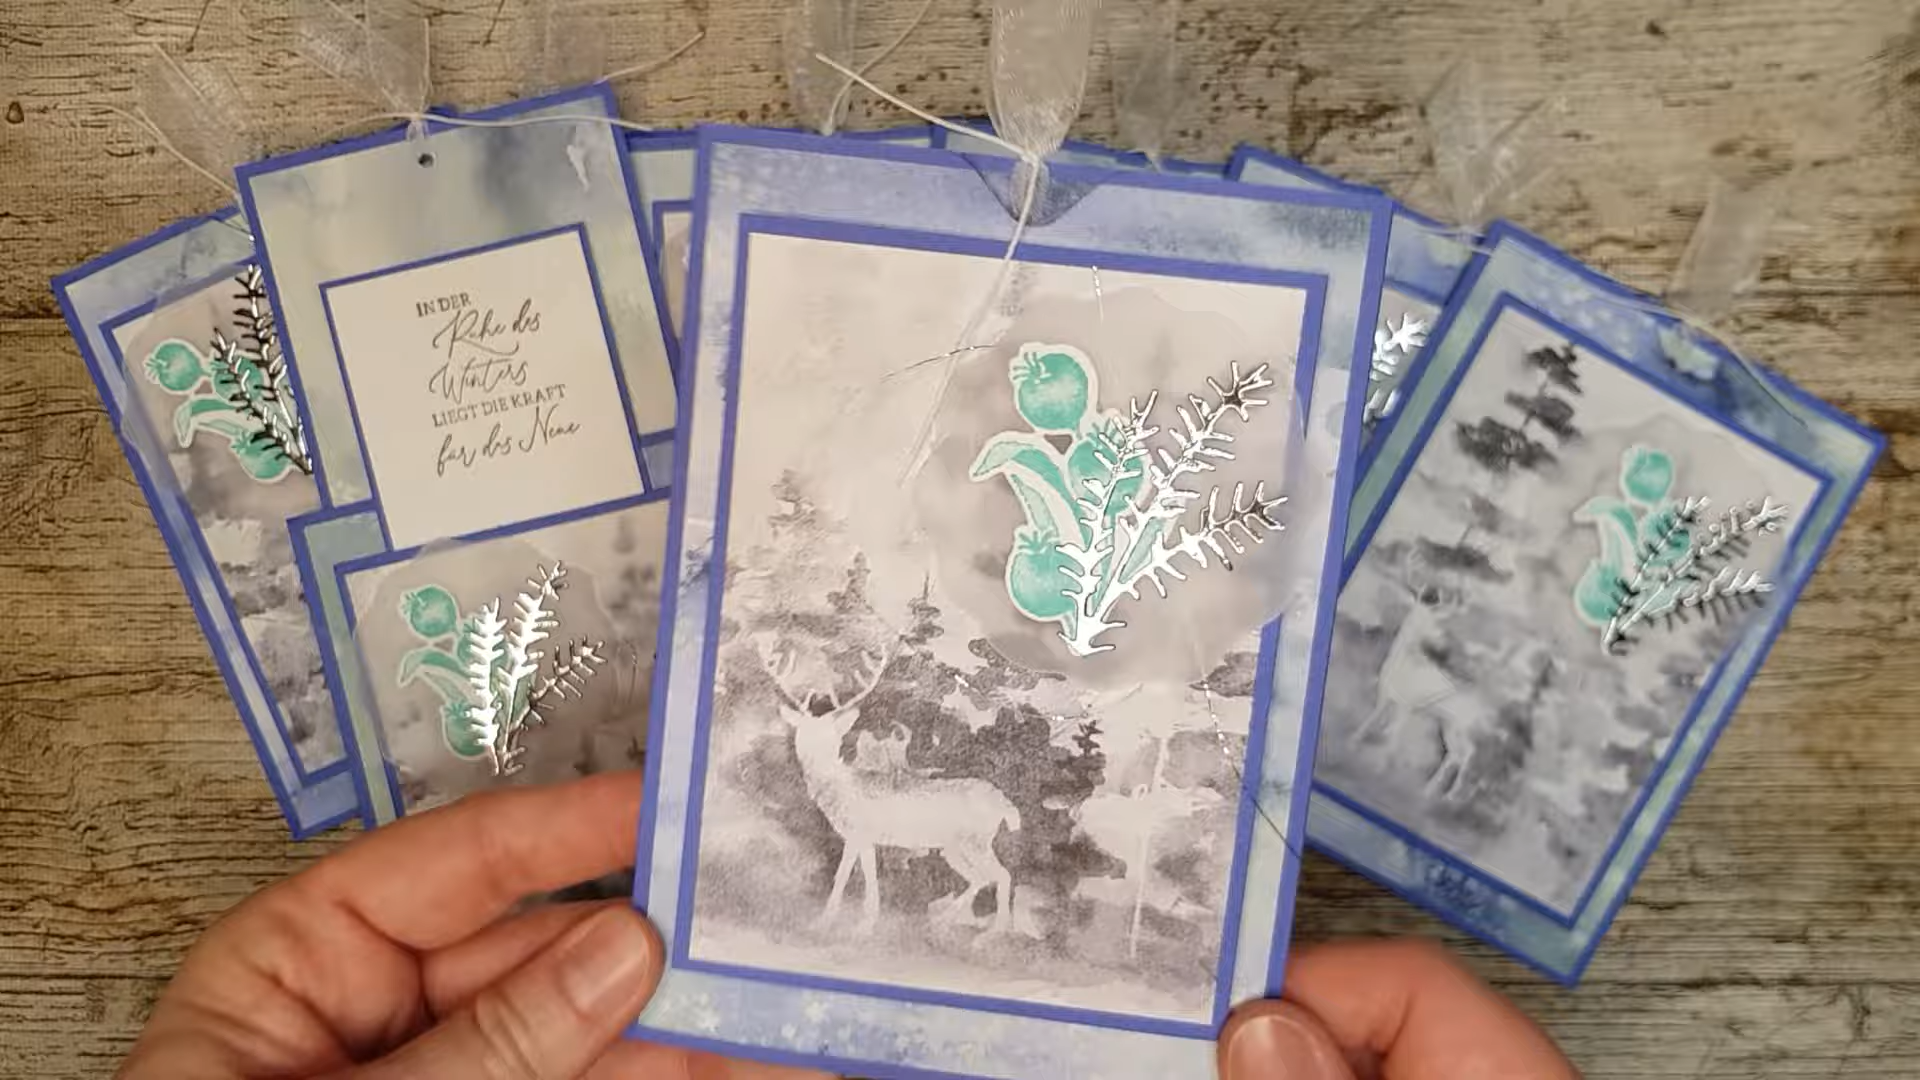 IN DER
Ruhe des
Winters
LIEGT DIE KRAFT
für das Neue